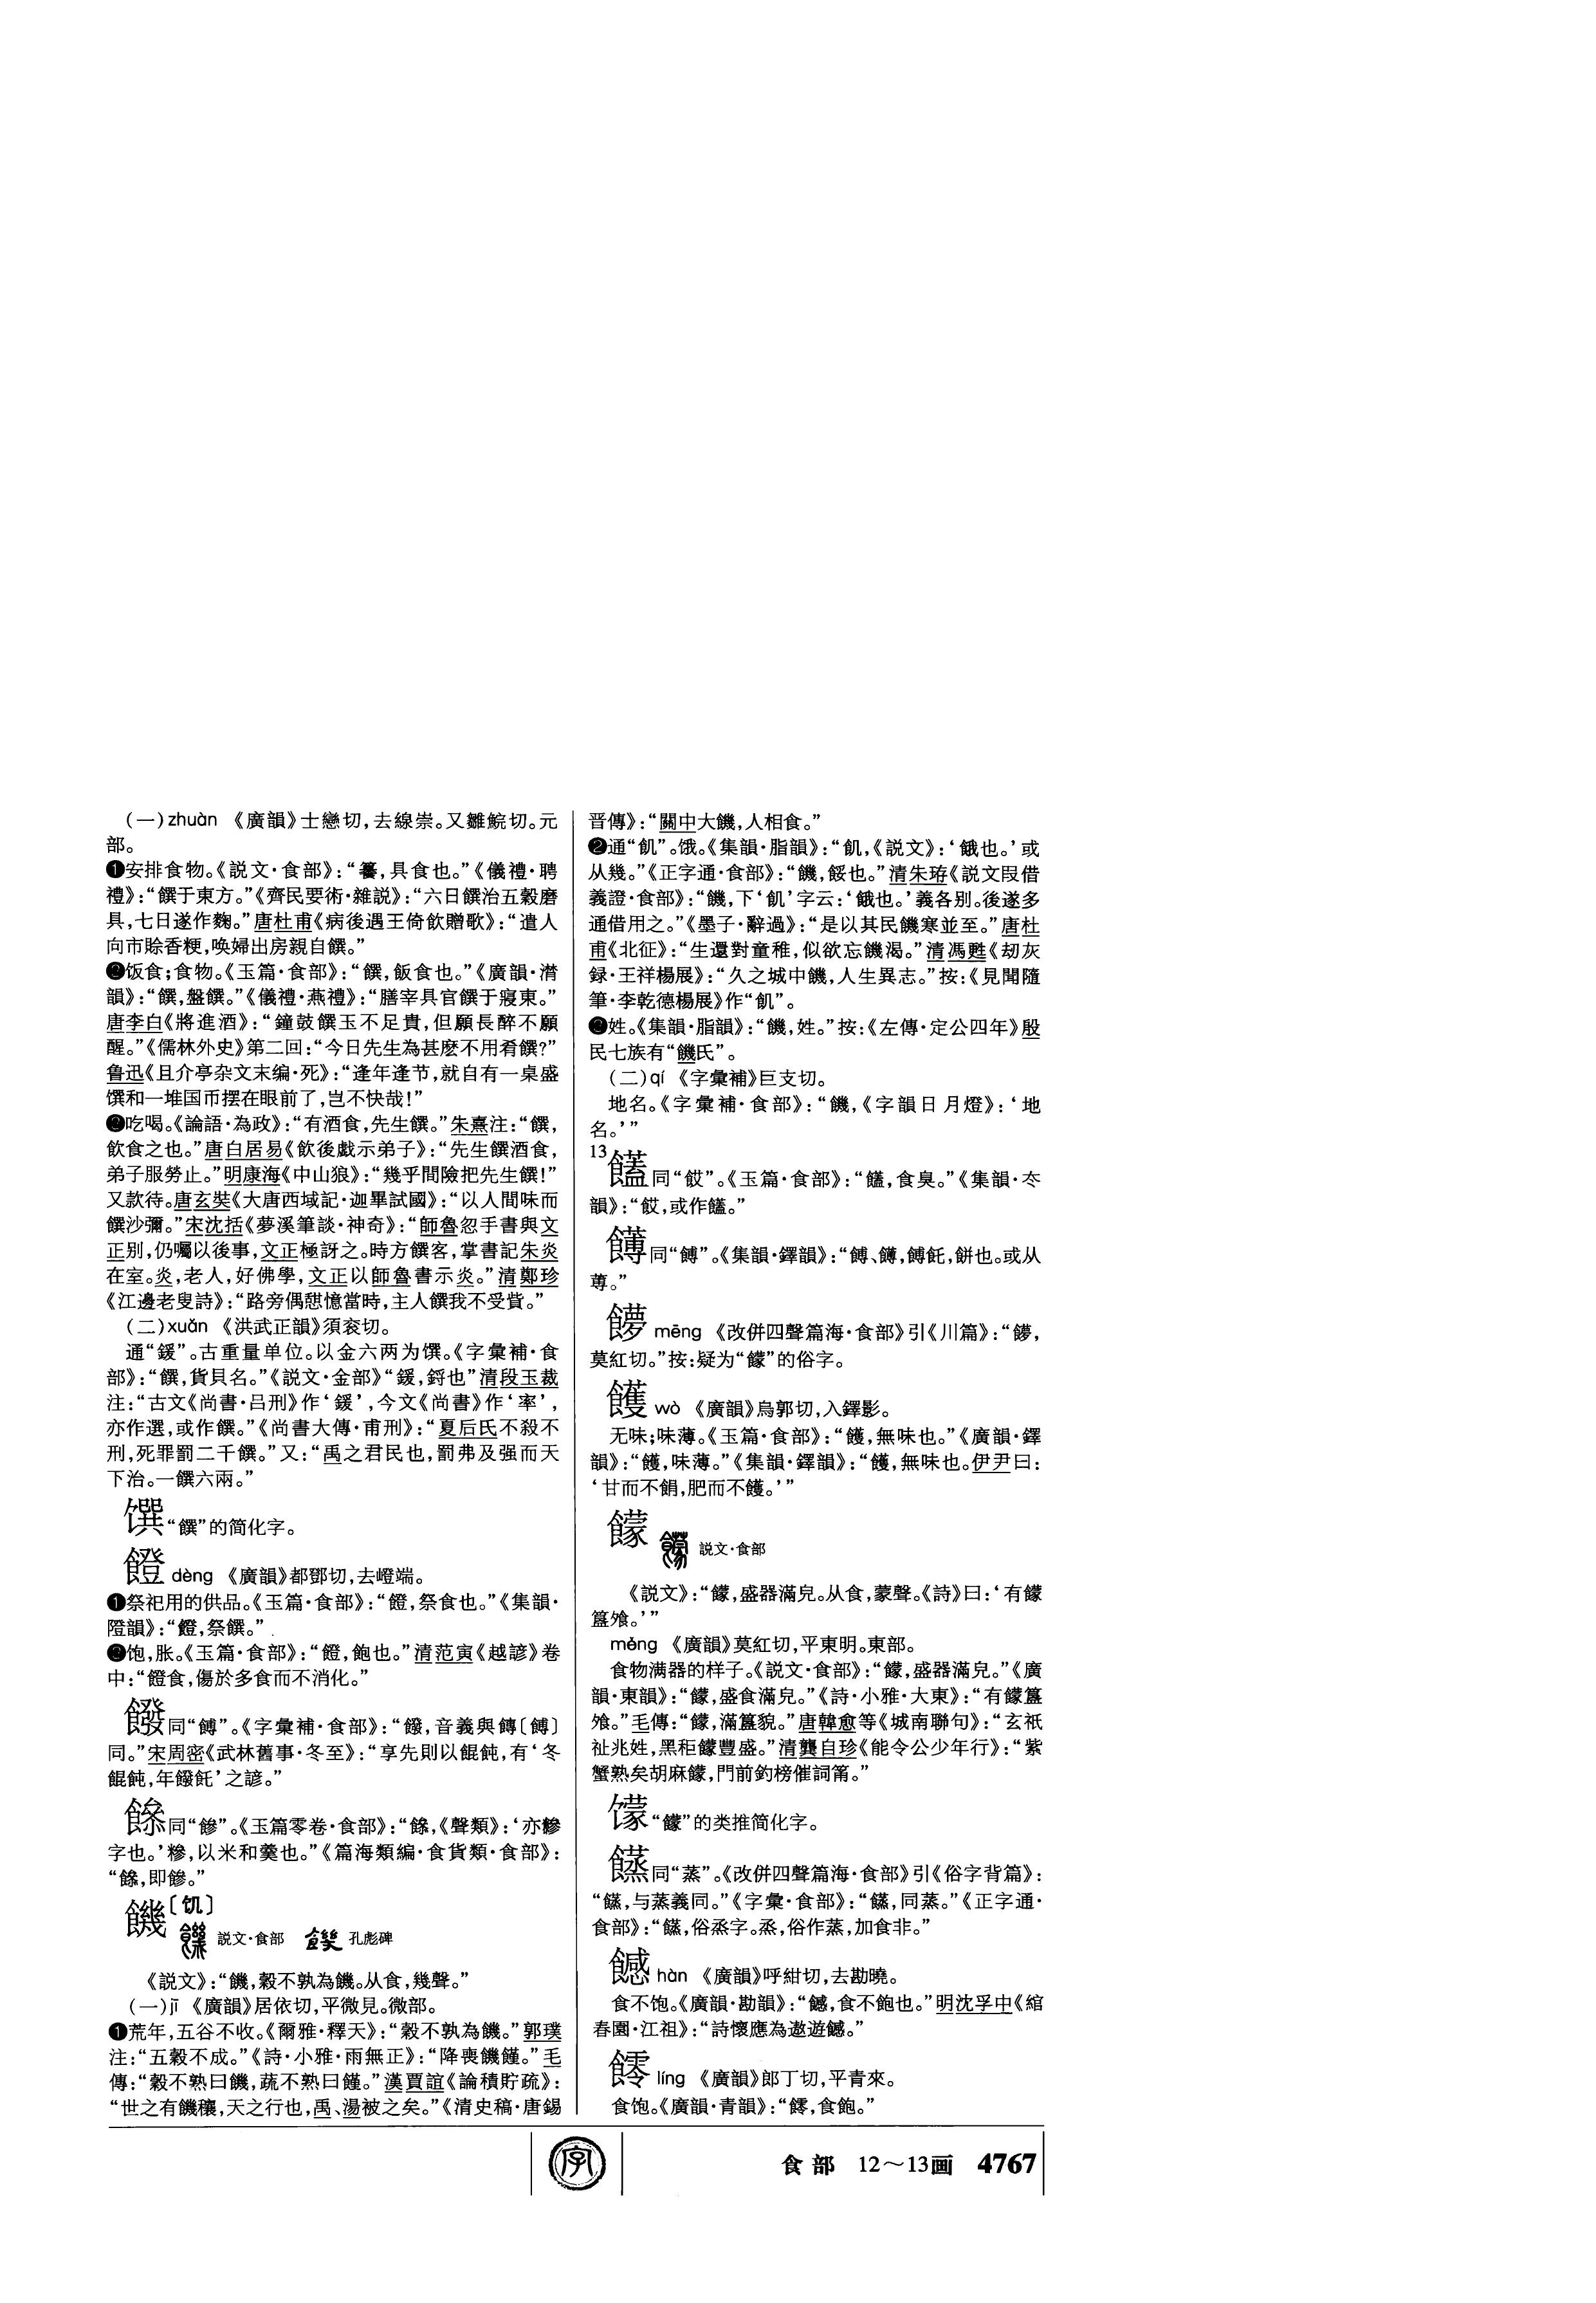 （一）zhuàn　《廣韻》士戀切，去線崇。又雛鯇切。元
部。
❶安排食物。《説文·食部》：“籑，具食也。”《儀禮·聘
禮》：“饌于東方。”《齊民要術·雜説》：“六日饌治五穀磨
具，七日遂作麴。”唐杜甫《病後遇王倚飲贈歌》：“遣人
向市賒香粳，唤婦出房親自饌。”
❷饭食；食物。《玉篇·食部》：“饌，飯食也。”《廣韻·潸
韻》：“饌，盤饌。”《儀禮·燕禮》：“膳宰具官饌于寢東。”
唐李白《將進酒》：“鐘鼓饌玉不足貴，但願長醉不願
醒。”《儒林外史》第二回：“今日先生為甚麽不用肴饌？”
鲁迅《且介亭杂文末编·死》：“逢年逢节，就自有一桌盛
馔和一堆国币摆在眼前了，岂不快哉！”
❸吃喝。《論語·為政》：“有酒食，先生饌。”朱熹注：“饌，
飲食之也。”唐白居易《飲後戲示弟子》：“先生饌酒食，
弟子服勞止。”明康海《中山狼》：“幾乎間險把先生饌！”
又款待。唐玄奘《大唐西域記·迦畢試國》：“以人間味而
饌沙彌。”宋沈括《夢溪筆談·神奇》：“師魯忽手書與文
正别，仍囑以後事，文正極訝之。時方饌客，掌書記朱炎
在室。炎，老人，好佛學，文正以師魯書示炎。”清鄭珍
《江邊老叟詩》：“路旁偶憇憶當時，主人饌我不受貲。”
（二）xuǎn　《洪武正韻》須兖切。
通“鍰”。古重量单位。以金六两为馔。《字彙補·食
部》：“饌，貨貝名。”《説文·金部》“鍰，鋝也”清段玉裁
注：“古文《尚書·吕刑》作‘鍰’，今文《尚書》作‘率’，
亦作選，或作饌。”《尚書大傳·甫刑》：“夏后氏不殺不
刑，死罪罰二千饌。”又：“禹之君民也，罰弗及强而天
下治。一饌六兩。”
馔“饌”的简化字。
䭃 dèng　《廣韻》都鄧切，去嶝端。
❶祭祀用的供品。《玉篇·食部》：“䭃，祭食也。”《集韻·
隥韻》：“䭃，祭饌。”
❷饱，胀。《玉篇·食部》：“䭃，飽也。”清范寅《越諺》卷
中：“䭃食，傷於多食而不消化。”
䭯同“餺”。《字彙補·食部》：“䭯，音義與餺〔餺〕
同。”宋周密《武林舊事·冬至》：“享先則以餛飩，有‘冬
餛飩，年䭯飥’之諺。”
同“䅟”。《玉篇零卷·食部》：“《聲類》：‘亦糝
字也。’糝，以米和羹也。”《篇海類編·食貨類·食部》：
饑〔饥〕
説文·食部　孔彪碑
《説文》：“饑，穀不孰為饑。从食，幾聲。”
（一）jī　《廣韻》居依切，平微見。微部。
❶荒年，五谷不收。《爾雅·釋天》：“穀不孰為饑。”郭璞
注：“五穀不成。”《詩·小雅·雨無正》：“降喪饑饉。”毛
傳：“穀不熟曰饑，蔬不熟曰饉。”漢賈誼《論積貯疏》：
“世之有饑穰，天之行也，禹、湯被之矣。”《清史稿·唐錫
晋傳》：“關中大饑，人相食。”
❷通“飢”。饿。《集韻·脂韻》：“飢，《説文》：‘餓也。’或
从幾。”《正字通·食部》：“饑，餒也。”清朱珔《説文叚借
義證·食部》：“饑，下‘飢’字云：‘餓也。’義各别。後遂多
通借用之。”《墨子·辭過》：“是以其民饑寒並至。”唐杜
甫《北征》：“生還對童稚，似欲忘饑渴。”清馮甦《刧灰
録·王祥楊展》：“久之城中饑，人生異志。”按：《見聞隨
筆·李乾德楊展》作“飢”。
❸姓。《集韻·脂韻》：“饑，姓。”按：《左傳·定公四年》殷
民七族有“饑氏”。
（二）qí　《字彙補》巨支切。
地名。《字彙補·食部》：“饑，《字韻日月燈》：‘地
名。’”
13
饁同“餀”。《玉篇·食部》：“食臭。”《集韻·夳
韻》：“餀，或作。”
同“餺”。《集韻·鐸韻》：“餺、餺飥，餅也。或从
蒪。”
mēng　《改併四聲篇海·食部》引《川篇》：
莫紅切。”按：疑为“饛”的俗字。
䨼 wò　《廣韻》烏郭切，入鐸影。
无味；味薄。《玉篇·食部》：“無味也。”《廣韻·鐸
韻》：“味薄。”《集韻·鐸韻》：“無味也。伊尹曰：
‘甘而不餇，肥而不。’”
饛　説文·食部
《説文》：“饛，盛器滿皃。从食，蒙聲。《詩》曰：‘有饛
簋飧。’”
méng　《廣韻》莫紅切，平東明。東部。
食物满器的样子。《説文·食部》：“饛，盛器滿皃。”《廣
韻·東韻》：“饛，盛食滿皃。”《詩·小雅·大東》：“有饛簋
飧。”毛傳：“饛，滿簋貌。”唐韓愈等《城南聯句》：“玄祇
祉兆姓，黑秬饛豐盛。”清龔自珍《能令公少年行》：“紫
蟹熟矣胡麻饛，門前釣榜催詞筩。”
“饛”的类推简化字。
同“蒸”。《改併四聲篇海·食部》引《俗字背篇》：
“与蒸義同。”《字彙·食部》：“同蒸。”《正字通·
食部》：“俗烝字。烝，俗作蒸，加食非。”
hàn　《廣韻》呼紺切，去勘曉。
食不饱。《廣韻·勘韻》：“食不飽也。”明沈孚中《綰
春園·江祖》：“詩懷應為遨遊。”
líng　《廣韻》郎丁切，平青來。
食饱。《廣韻·青韻》：“食飽。”
字
食部　12～13画　4767